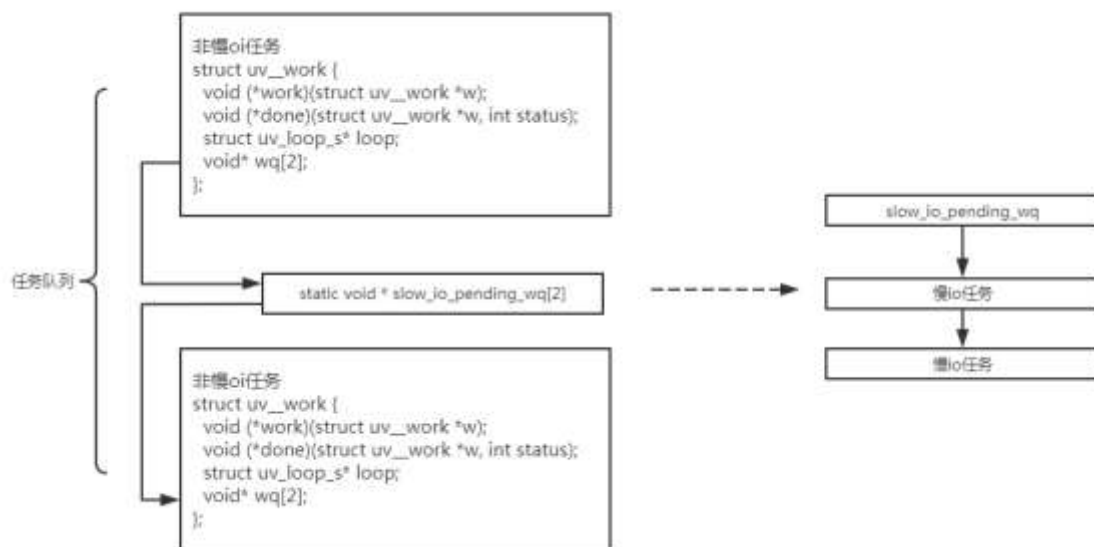 非慢oi任务
struct uv__work {
void (*work)(struct uv__work *w);
void (*done)(struct uv__work *w, int status);
struct uv_loop_s* loop;
void* wq[2];
};
任务队列
static void * slow_io_pending_wq[2]
非慢oi任务
struct uv__work {
void (*work)(struct uv__work *w);
void (*done)(struct uv__work *w, int status);
struct uv_loop_s* loop;
void* wq[2];
};
slow_io_pending_wq
慢io任务
慢io任务